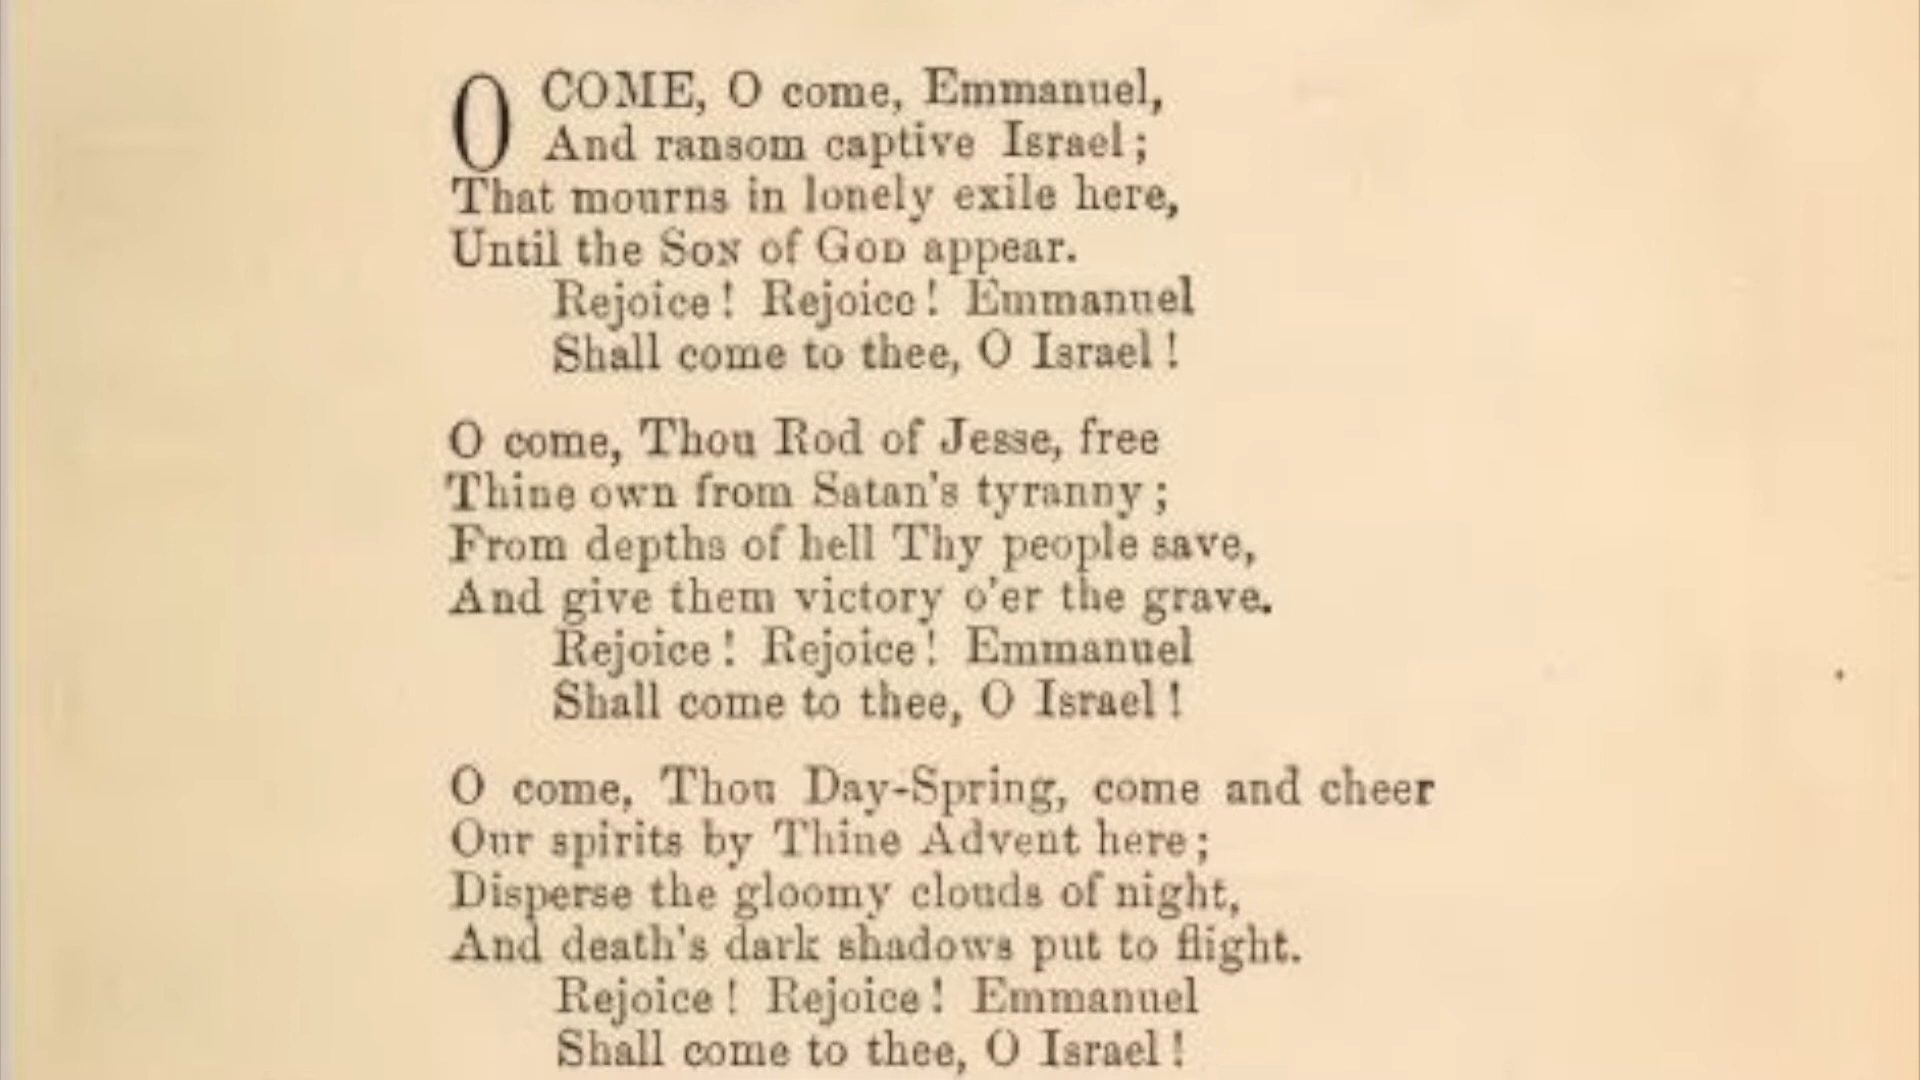 O COME, O come, Emmanuel,
And ransom captive Israel;
That mourns in lonely exile here,
Until the SON of GOD appear.
Rejoice! Rejoice! Emmanuel
Shall come to thee, O Israel!
O come, Thou Rod of Jesse, free
Thine own from Satan's tyranny;
From depths of hell Thy people save,
And give them victory o'er the grave.
Rejoice! Rejoice! Emmanuel
Shall come to thee, O Israel!
O come, Thou Day-Spring, come and cheer
Our spirits by Thine Advent here;
Disperse the gloomy clouds of night,
And death's dark shadows put to flight.
Rejoice! Rejoice! Emmanuel
Shall come to thee, O Israel!